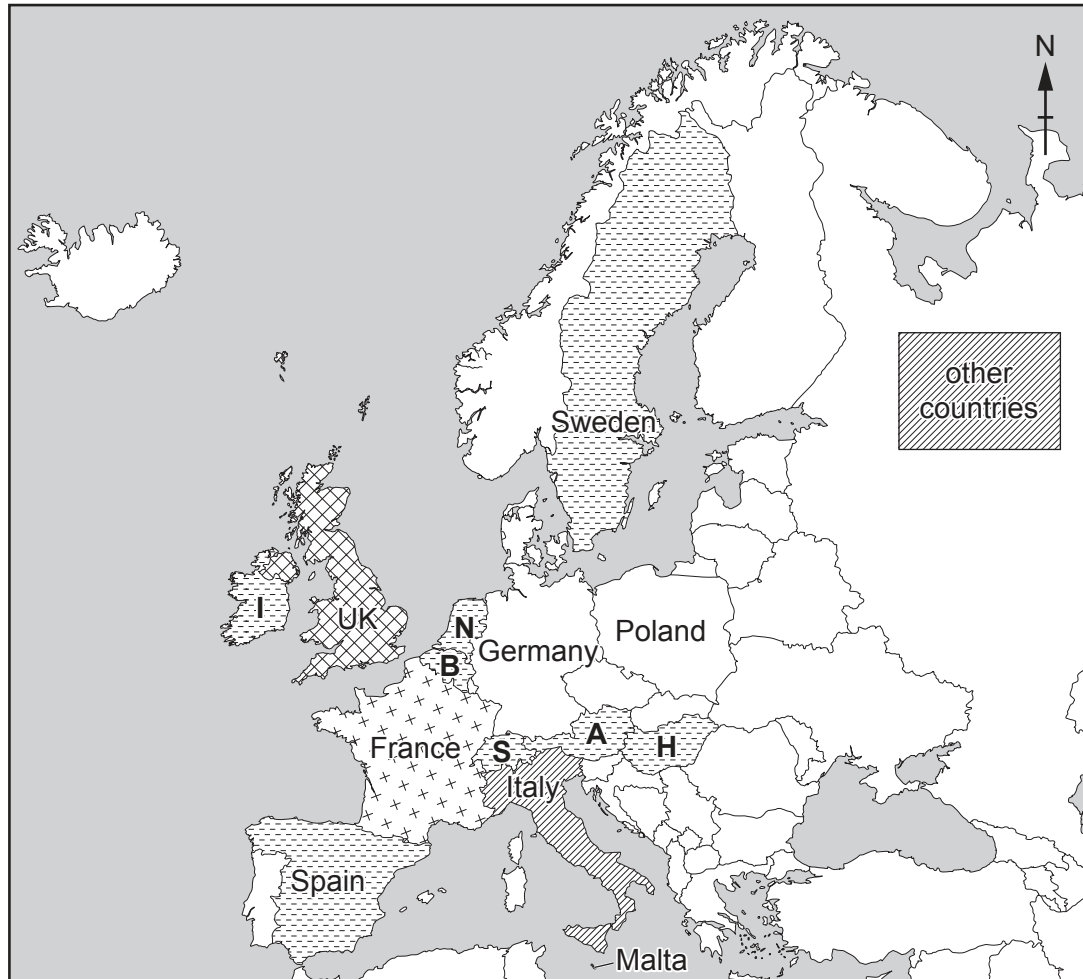 N
other
countries
Sweden
I
UK
N
B
Germany
Poland
France
S
A
H
Italy
Spain
Malta